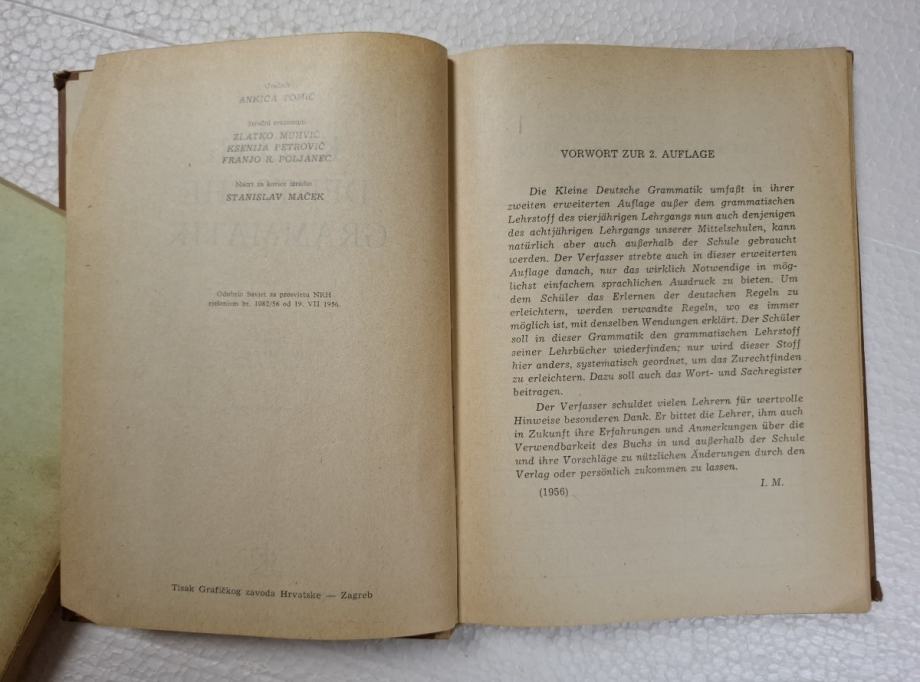 Urednik
ANKICA TOMIĆ
Stručni recenzenti
ZLATKO MUHVIĆ
KSENIJA PETROVIĆ
FRANJO R. POLJANEC
Nacrt za korice izradio
STANISLAV MAČEK
Odobrio Savjet za prosvjetu NRH
rješenjem br. 1082/56 od 19. VII 1956.
Tisak Grafičkog zavoda Hrvatske — Zagreb
VORWORT ZUR 2. AUFLAGE
Die Kleine Deutsche Grammatik umfaßt in ihrer
zweiten erweiterten Auflage außer dem grammatischen
Lehrstoff des vierjährigen Lehrgangs nun auch denjenigen
des achtjährigen Lehrgangs unserer Mittelschulen, kann
natürlich aber auch außerhalb der Schule gebraucht
werden. Der Verfasser strebte auch in dieser erweiterten
Auflage danach, nur das wirklich Notwendige in mög-
lichst einfachem sprachlichen Ausdruck zu bieten. Um
dem Schüler das Erlernen der deutschen Regeln zu
erleichtern, werden verwandte Regeln, wo es immer
möglich ist, mit denselben Wendungen erklärt. Der Schüler
soll in dieser Grammatik den grammatischen Lehrstoff
seiner Lehrbücher wiederfinden; nur wird dieser Stoff
hier anders, systematisch geordnet, um das Zurechtfinden
zu erleichtern. Dazu soll auch das Wort- und Sachregister
beitragen.
Der Verfasser schuldet vielen Lehrern für wertvolle
Hinweise besonderen Dank. Er bittet die Lehrer, ihm auch
in Zukunft ihre Erfahrungen und Anmerkungen über die
Verwendbarkeit des Buchs in und außerhalb der Schule
und ihre Vorschläge zu nützlichen Änderungen durch den
Verlag oder persönlich zukommen zu lassen.
I. M.
(1956)